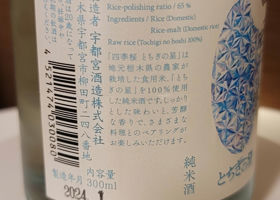 Rice-polishing ratio / 65 %
Ingredients / Rice (Domestic)
Rice-malt (Domestic rice)
Raw rice (Tochigi no hoshi 100%)
「四季桜 とちぎの星」は
地元栃木県の農家が
栽培した食用米、「とちぎ
の星」を100%使用
した純米酒です。しっかり
とした味わいと、芳醇
な香り。さまざまな
料理とのペアリングが
お楽しみいただけます。
純米酒
とちぎの星
造者 宇都宮酒造株式会社
木県宇都宮市柳田町二四八番地
300ml
製造年月
2024. 1
4 521474 030080